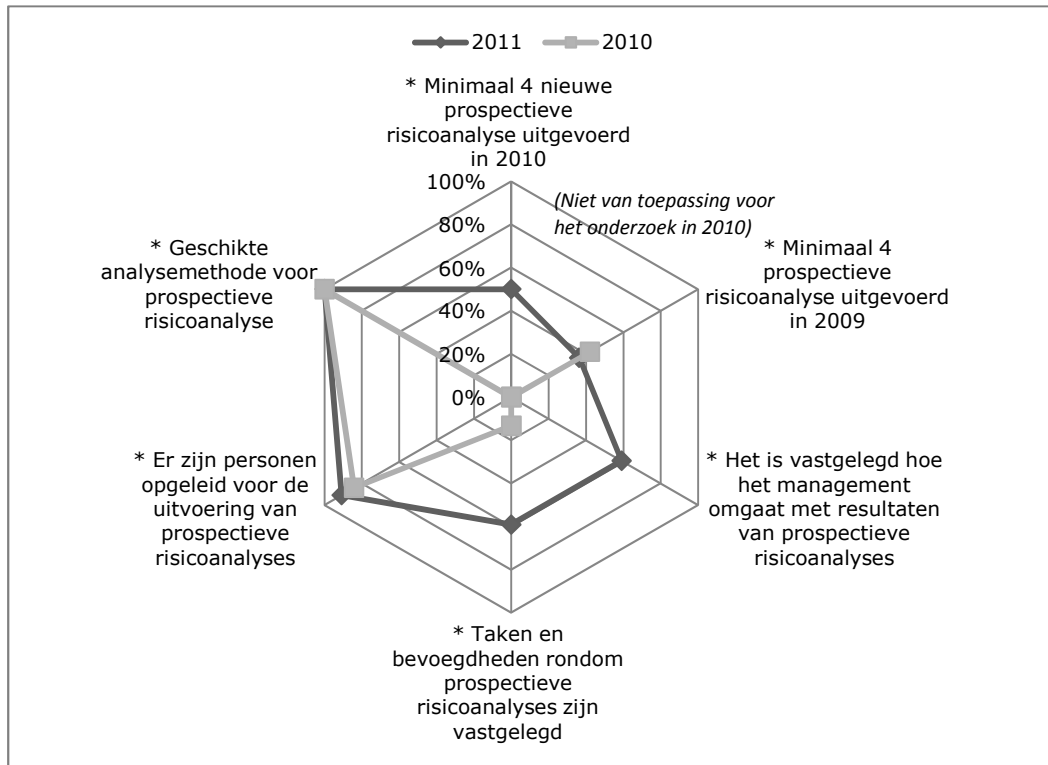 2011 2010
* Minimaal 4 nieuwe
prospectieve
risicoanalyse uitgevoerd
in 2010
100%
80%
60%
40%
20%
0%
(Niet van toepassing voor
het onderzoek in 2010)
* Minimaal 4
prospectieve
risicoanalyse uitgevoerd
in 2009
* Het is vastgelegd hoe
het management
omgaat met resultaten
van prospectieve
risicoanalyses
* Taken en
bevoegdheden rondom
prospectieve
risicoanalyses zijn
vastgelegd
* Er zijn personen
opgeleid voor de
uitvoering van
prospectieve
risicoanalyses
* Geschikte
analysemethode voor
prospectieve
risicoanalyse